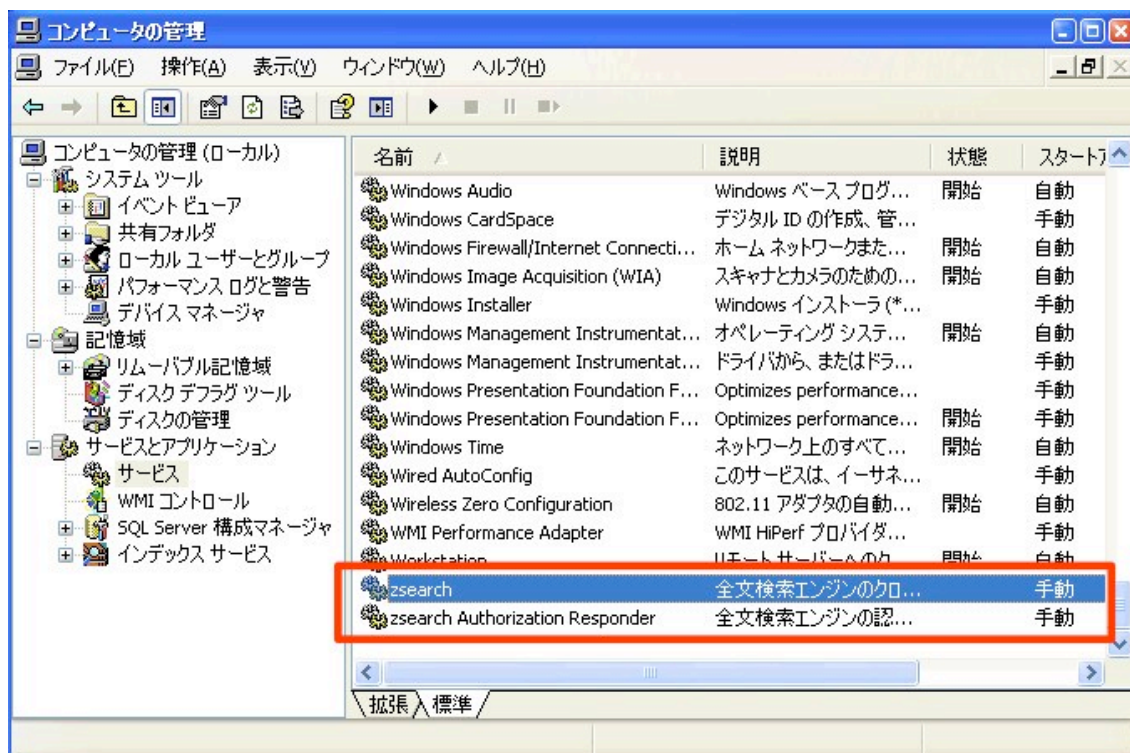 コンピュータの管理
ファイル(F) 操作(A) 表示(V) ウィンドウ(W) ヘルプ(H)
コンピュータの管理 (ローカル)
システム ツール
イベント ビューア
共有フォルダ
ローカル ユーザーとグループ
パフォーマンス ログと警告
デバイス マネージャ
記憶域
リムーバブル記憶域
ディスク デフラグ ツール
ディスクの管理
サービスとアプリケーション
サービス
WMI コントロール
SQL Server 構成マネージャ
インデックス サービス
名前 説明 状態 スタートア
Windows Audio Windows ベース プログ... 開始 自動
Windows CardSpace デジタル ID の作成、管... 手動
Windows Firewall/Internet Connecti... ホーム ネットワークまた... 開始 自動
Windows Image Acquisition (WIA) スキャナとカメラのための... 開始 自動
Windows Installer Windows インストーラ (*... 手動
Windows Management Instrumentat... オペレーティング システ... 開始 自動
Windows Management Instrumentat... ドライバから、またはドラ... 手動
Windows Presentation Foundation F... Optimizes performance... 手動
Windows Presentation Foundation F... Optimizes performance... 開始 手動
Windows Time ネットワーク上のすべて... 開始 自動
Wired AutoConfig このサービスは、イーサネ... 手動
Wireless Zero Configuration 802.11 アダプタの自動... 開始 自動
WMI Performance Adapter WMI HiPerf プロバイダ... 手動
Workstation リモート サーバーへのク... 開始 自動
zsearch 全文検索エンジンのクロ... 手動
zsearch Authorization Responder 全文検索エンジンの認... 手動
拡張 標準